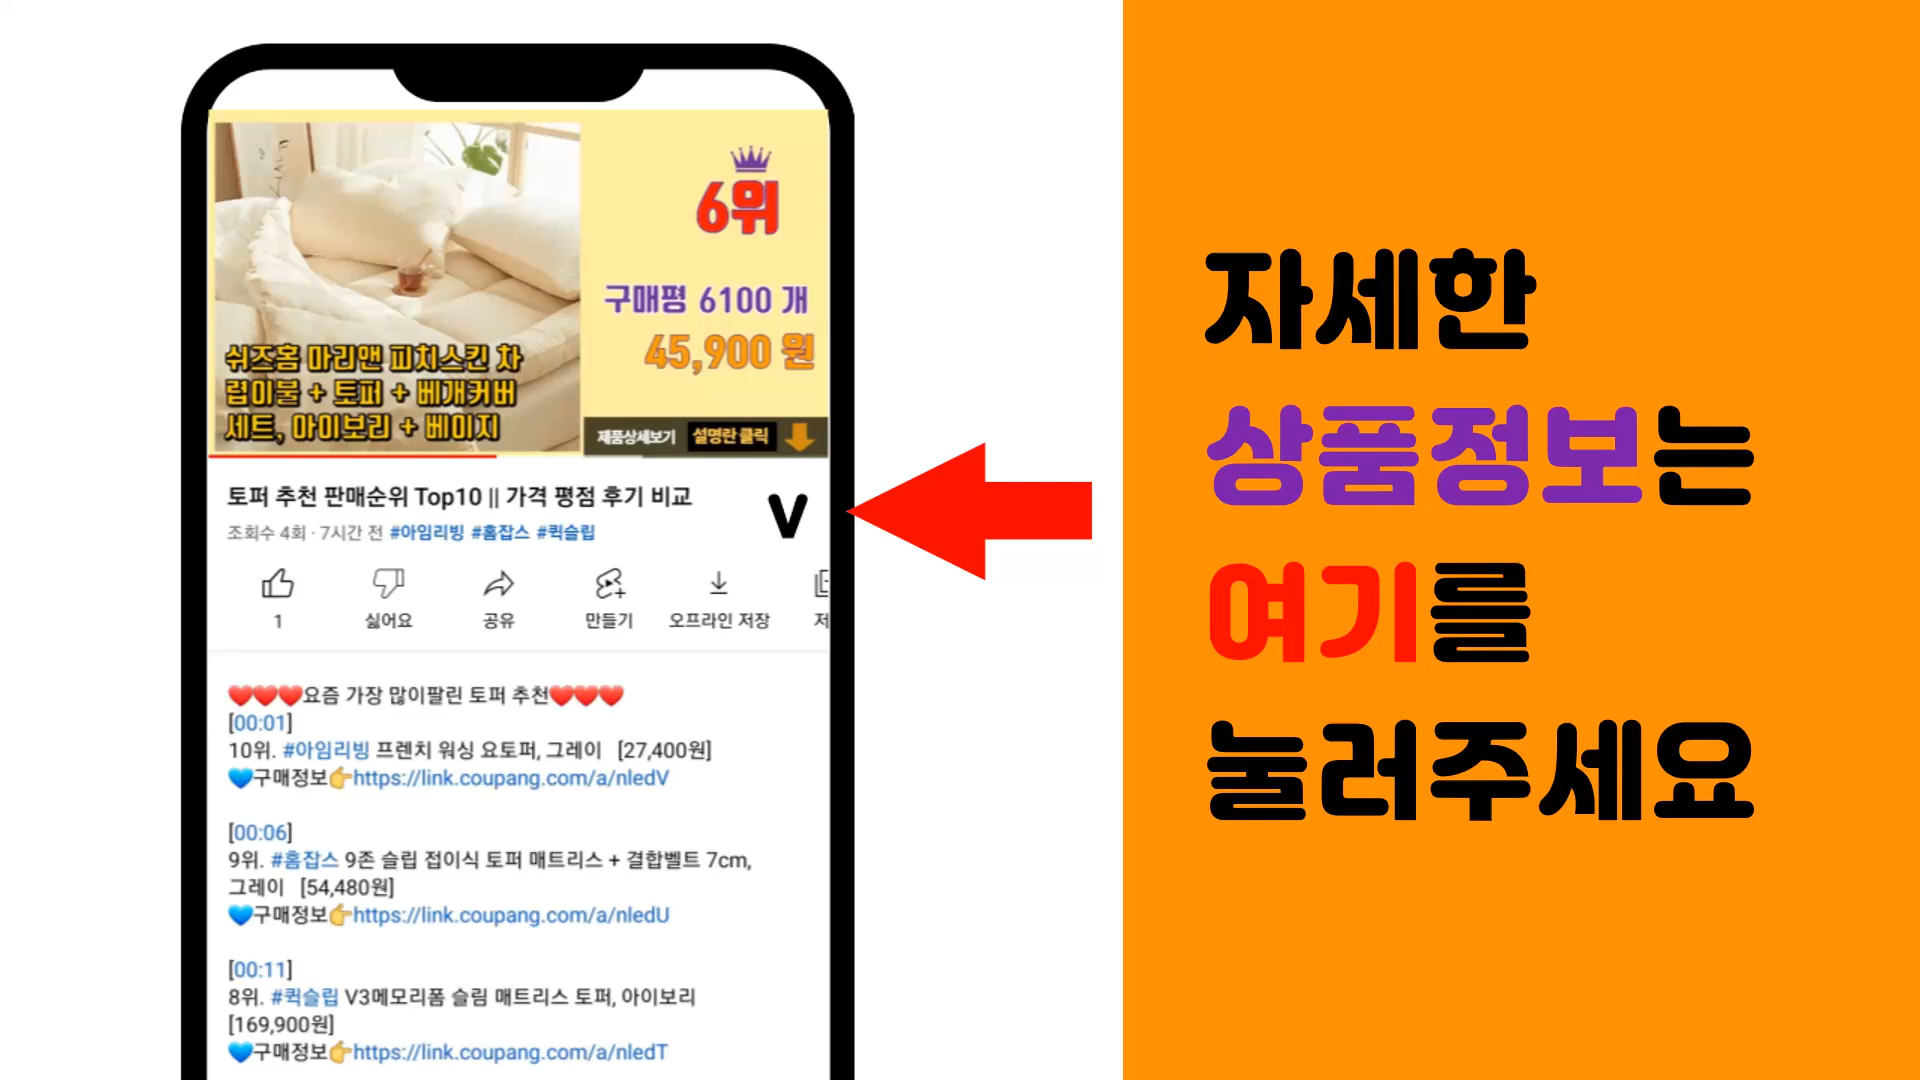 6위
구매평 6100 개
45,900 원
쉬즈홈 마리앤 피치스킨 차
렵이불 + 토퍼 + 베개커버
세트, 아이보리 + 베이지
제품상세보기 설명란 클릭
토퍼 추천 판매순위 Top10 || 가격 평점 후기 비교
V
조회수 4회 · 7시간 전 #아임리빙 #홈잡스 #퀵슬립
1 싫어요 공유 만들기 오프라인 저장 저
❤❤❤요즘 가장 많이팔린 토퍼 추천❤❤❤
[00:01]
10위. #아임리빙 프렌치 워싱 요토퍼, 그레이 [27,400원]
💙구매정보👉https://link.coupang.com/a/nledV
[00:06]
9위. #홈잡스 9존 슬립 접이식 토퍼 매트리스 + 결합벨트 7cm,
그레이 [54,480원]
💙구매정보👉https://link.coupang.com/a/nledU
[00:11]
8위. #퀵슬립 V3메모리폼 슬림 매트리스 토퍼, 아이보리
[169,900원]
💙구매정보👉https://link.coupang.com/a/nledT
자세한
상품정보는
여기를
눌러주세요